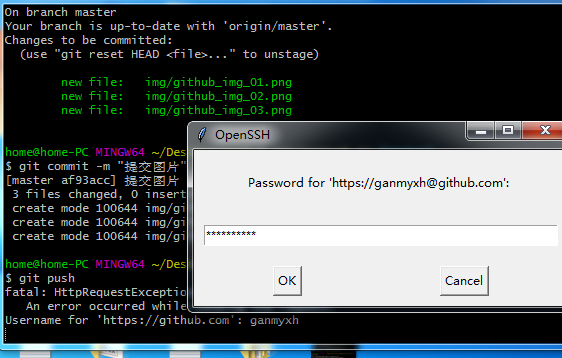 On branch master
Your branch is up-to-date with 'origin/master'.
Changes to be committed:
(use "git reset HEAD <file>..." to unstage)
new file: img/github_img_01.png
new file: img/github_img_02.png
new file: img/github_img_03.png
home@home-PC MINGW64 ~/Des
$ git commit -m "提交图片"
[master af93acc] 提交图片
3 files changed, 0 insert
create mode 100644 img/gi
create mode 100644 img/gi
create mode 100644 img/gi
home@home-PC MINGW64 ~/Des
$ git push
fatal: HttpRequestExceptio
An error occurred while
Username for 'https://github.com': ganmyxh
OpenSSH
Password for 'https://ganmyxh@github.com':
**********
OK Cancel